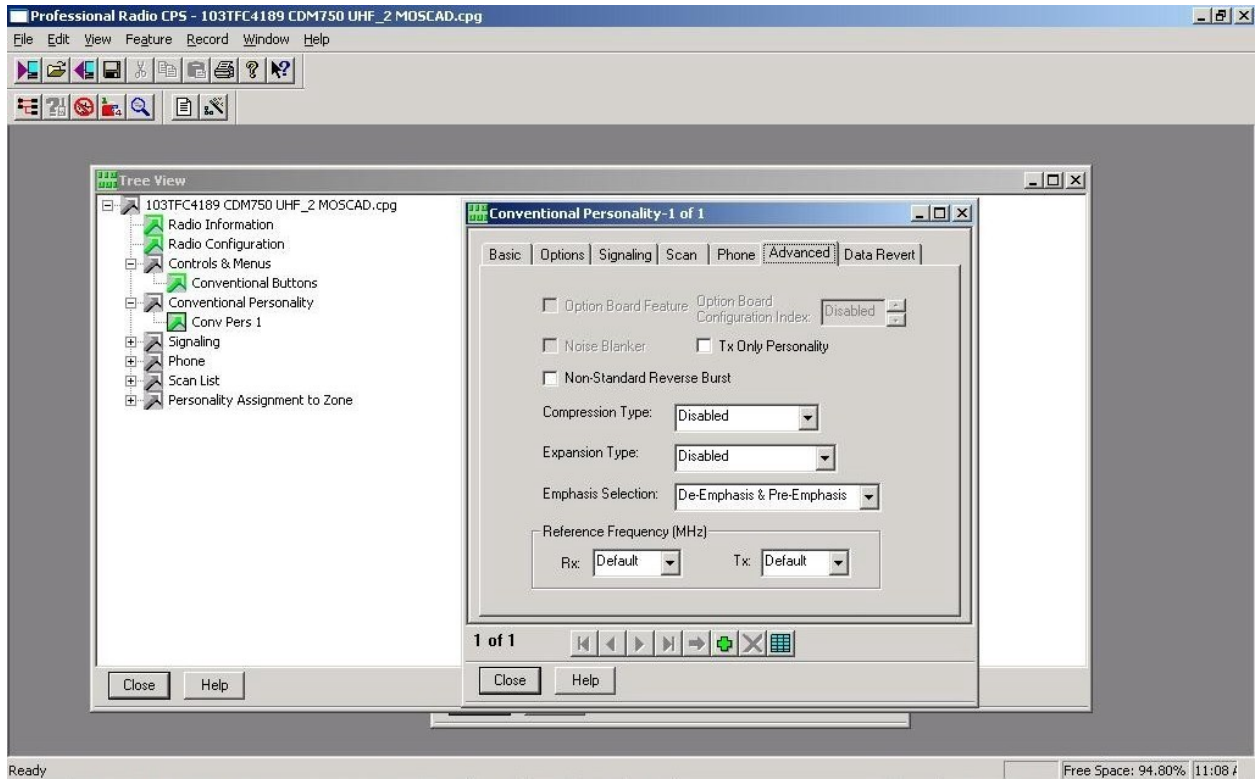 Professional Radio CPS - 103TFC4189 CDM750 UHF_2 MOSCAD.cpg
File Edit View Feature Record Window Help
Tree View
103TFC4189 CDM750 UHF_2 MOSCAD.cpg
Radio Information
Radio Configuration
Controls & Menus
Conventional Buttons
Conventional Personality
Conv Pers 1
Signaling
Phone
Scan List
Personality Assignment to Zone
Close Help
Conventional Personality-1 of 1
Basic Options Signaling Scan Phone Advanced Data Revert
Option Board Feature
Option Board
Configuration Index:
Disabled
Noise Blanker Tx Only Personality
Non-Standard Reverse Burst
Compression Type: Disabled
Expansion Type: Disabled
Emphasis Selection: De-Emphasis & Pre-Emphasis
Reference Frequency (MHz)
Rx: Default Tx: Default
1 of 1
Close Help
Ready Free Space: 94.80% 11:08